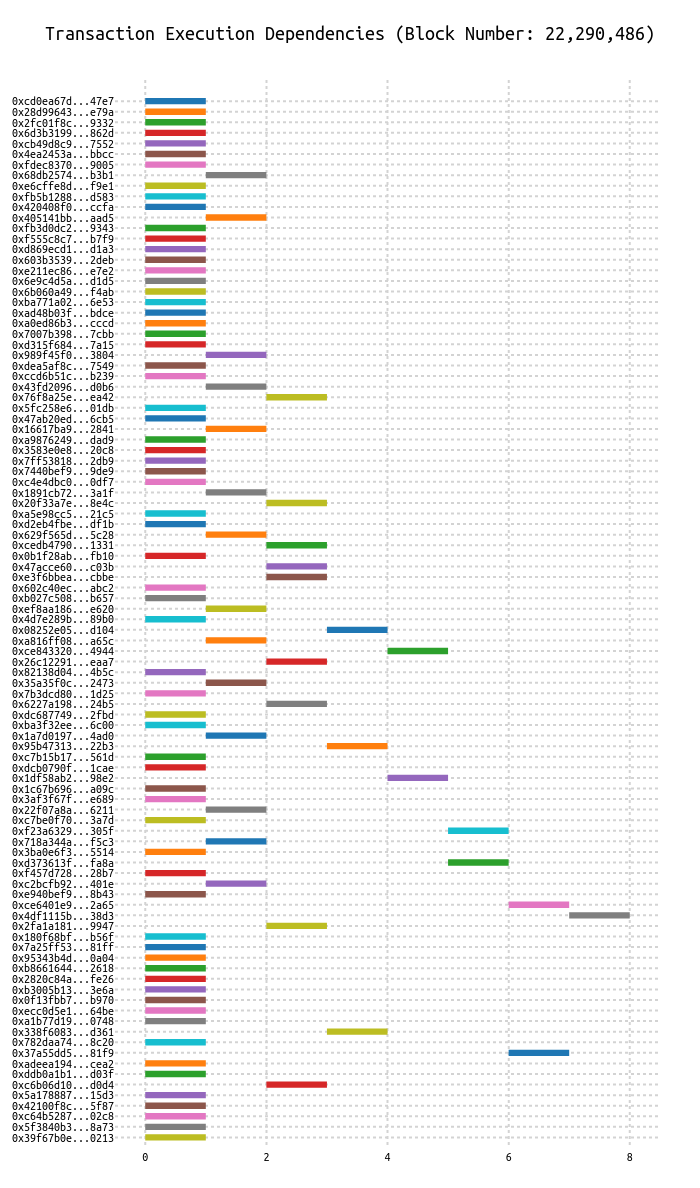 Transaction Execution Dependencies (Block Number: 22,290,486)
0xcd0ea67d...47e7
0x28d99643...e79a
0x2fc01f8c...9332
0x6d3b3199...862d
0xcb49d8c9...7552
0x4ea2453a...bbcc
0xfdec8370...9005
0x68db2574...b3b1
0xe6cffe8d...f9e1
0xfb5b1288...d583
0x420408f0...ccfa
0x405141bb...aad5
0xfb3d0dc2...9343
0xf555c8c7...b7f9
0xd869ecd1...d1a3
0x603b3539...2deb
0xe211ec86...e7e2
0x6e9c4d5a...d1d5
0x6b060a49...f4ab
0xba771a02...6e53
0xad48b03f...bdce
0xa0ed86b3...cccd
0x7007b398...7cbb
0xd315f684...7a15
0x989f45f0...3804
0xdea5af8c...7549
0xccd6b51c...b239
0x43fd2096...d0b6
0x76f8a25e...ea42
0x5fc258e6...01db
0x47ab20ed...6cb5
0x16617ba9...2841
0xa9876249...dad9
0x3583e0e8...20c8
0x7ff53818...2db9
0x7440bef9...9de9
0xc4e4dbc0...0df7
0x1891cb72...3a1f
0x20f33a7e...8e4c
0xa5e98cc5...21c5
0xd2eb4fbe...df1b
0x629f565d...5c28
0xcedb4790...1331
0x0b1f28ab...fb10
0x47acce60...c03b
0xe3f6bbea...cbbe
0x602c40ec...abc2
0xb027c508...b657
0xef8aa186...e620
0x4d7e289b...89b0
0x08252e05...d104
0xa816ff08...a65c
0xce843320...4944
0x26c12291...eaa7
0x82138d04...4b5c
0x35a35f0c...2473
0x7b3dcd80...1d25
0x6227a198...24b5
0xdc687749...2fbd
0xba3f32ee...6c00
0x1a7d0197...4ad0
0x95b47313...22b3
0xc7b15b17...561d
0xdcb0790f...1cae
0x1df58ab2...98e2
0x1c67b696...a09c
0x3af3f67f...e689
0x22f07a8a...6211
0xc7be0f70...3a7d
0xf23a6329...305f
0x718a344a...f5c3
0x3ba0e6f3...5514
0xd373613f...fa8a
0xf457d728...28b7
0xc2bcfb92...401e
0xe940bef9...8b43
0xce6401e9...2a65
0x4df1115b...38d3
0x2fa1a181...9947
0x180f68bf...b56f
0x7a25ff53...81ff
0x95343b4d...0a04
0xb8661644...2618
0x2820c84a...fe26
0xb3005b13...3e6a
0x0f13fbb7...b970
0xecc0d5e1...64be
0xa1b77d19...0748
0x338f6083...d361
0x782daa74...8c20
0x37a55dd5...81f9
0xadeea194...cea2
0xddb0a1b1...d03f
0xc6b06d10...d0d4
0x5a178887...15d3
0x42100f8c...5f87
0xc64b5287...02c8
0x5f3840b3...8a73
0x39f67b0e...0213
0 2 4 6 8